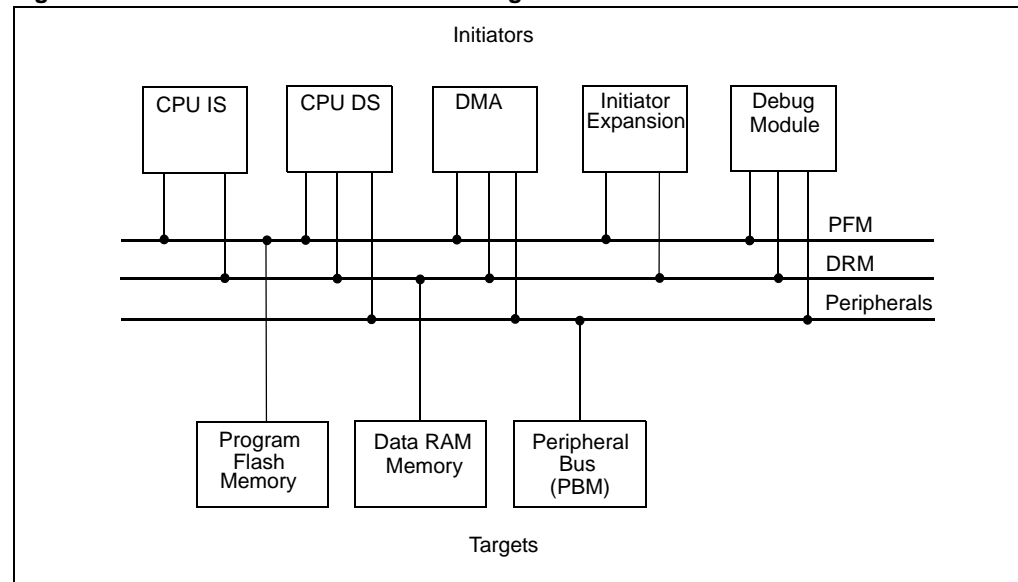 Initiators
CPU IS
CPU DS
DMA
Initiator
Expansion
Debug
Module
PFM
DRM
Peripherals
Program
Flash
Memory
Data RAM
Memory
Peripheral
Bus
(PBM)
Targets